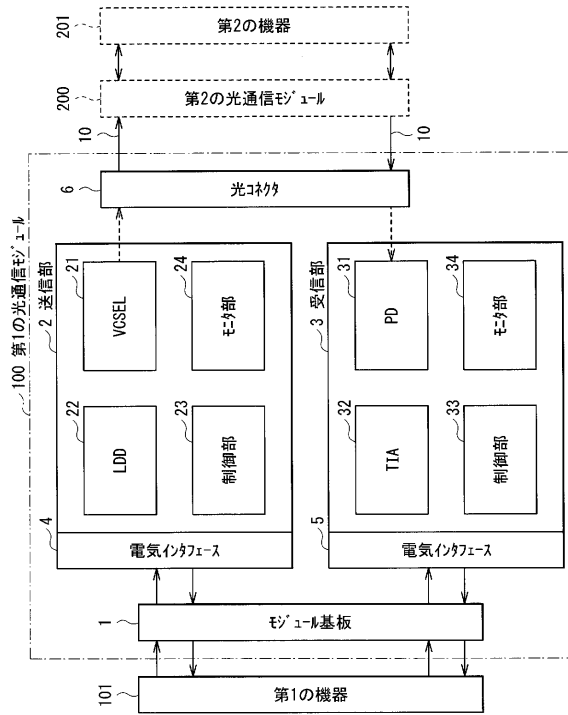 100 第1の光通信モジュール
101
第1の機器
1
モジュール基板
4
電気インタフェース
2 送信部
22
LDD
21
VCSEL
23
制御部
24
モニタ部
5
電気インタフェース
3 受信部
32
TIA
31
PD
33
制御部
34
モニタ部
6
光コネクタ
10
10
200
第2の光通信モジュール
201
第2の機器